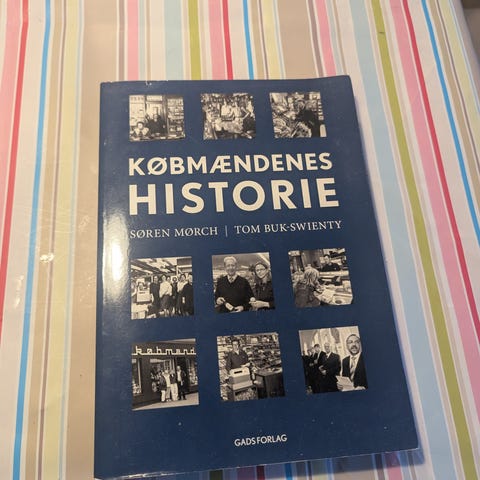 KØBMÆNDENES
HISTORIE
SØREN MØRCH | TOM BUK-SWIENTY
købmand
GADS FORLAG